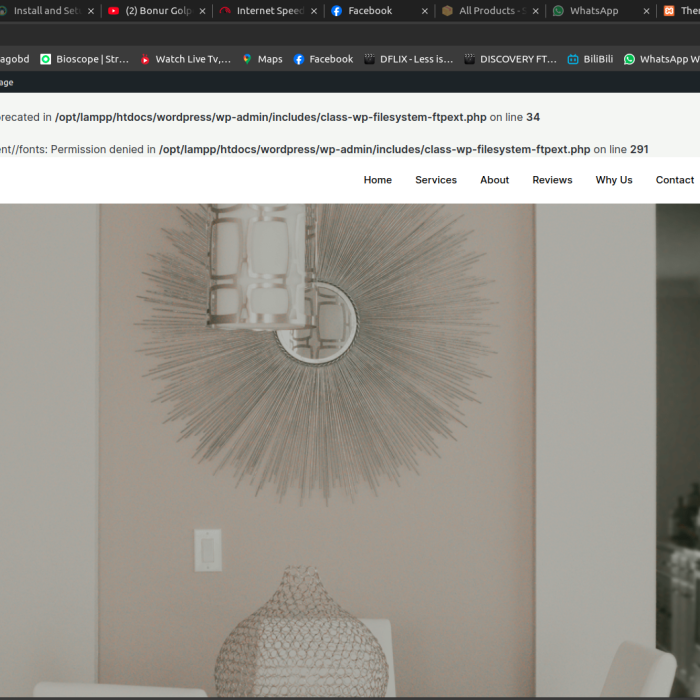 Install and Set
(2) Bonur Golp
Internet Speed
Facebook
All Products - S
WhatsApp
Ther
agobd
Bioscope | Str...
Watch Live Tv,...
Maps
Facebook
DFLIX - Less is...
DISCOVERY FT...
BiliBili
WhatsApp W
age
recated in /opt/lampp/htdocs/wordpress/wp-admin/includes/class-wp-filesystem-ftpext.php on line 34
ent//fonts: Permission denied in /opt/lampp/htdocs/wordpress/wp-admin/includes/class-wp-filesystem-ftpext.php on line 291
Home Services About Reviews Why Us Contact